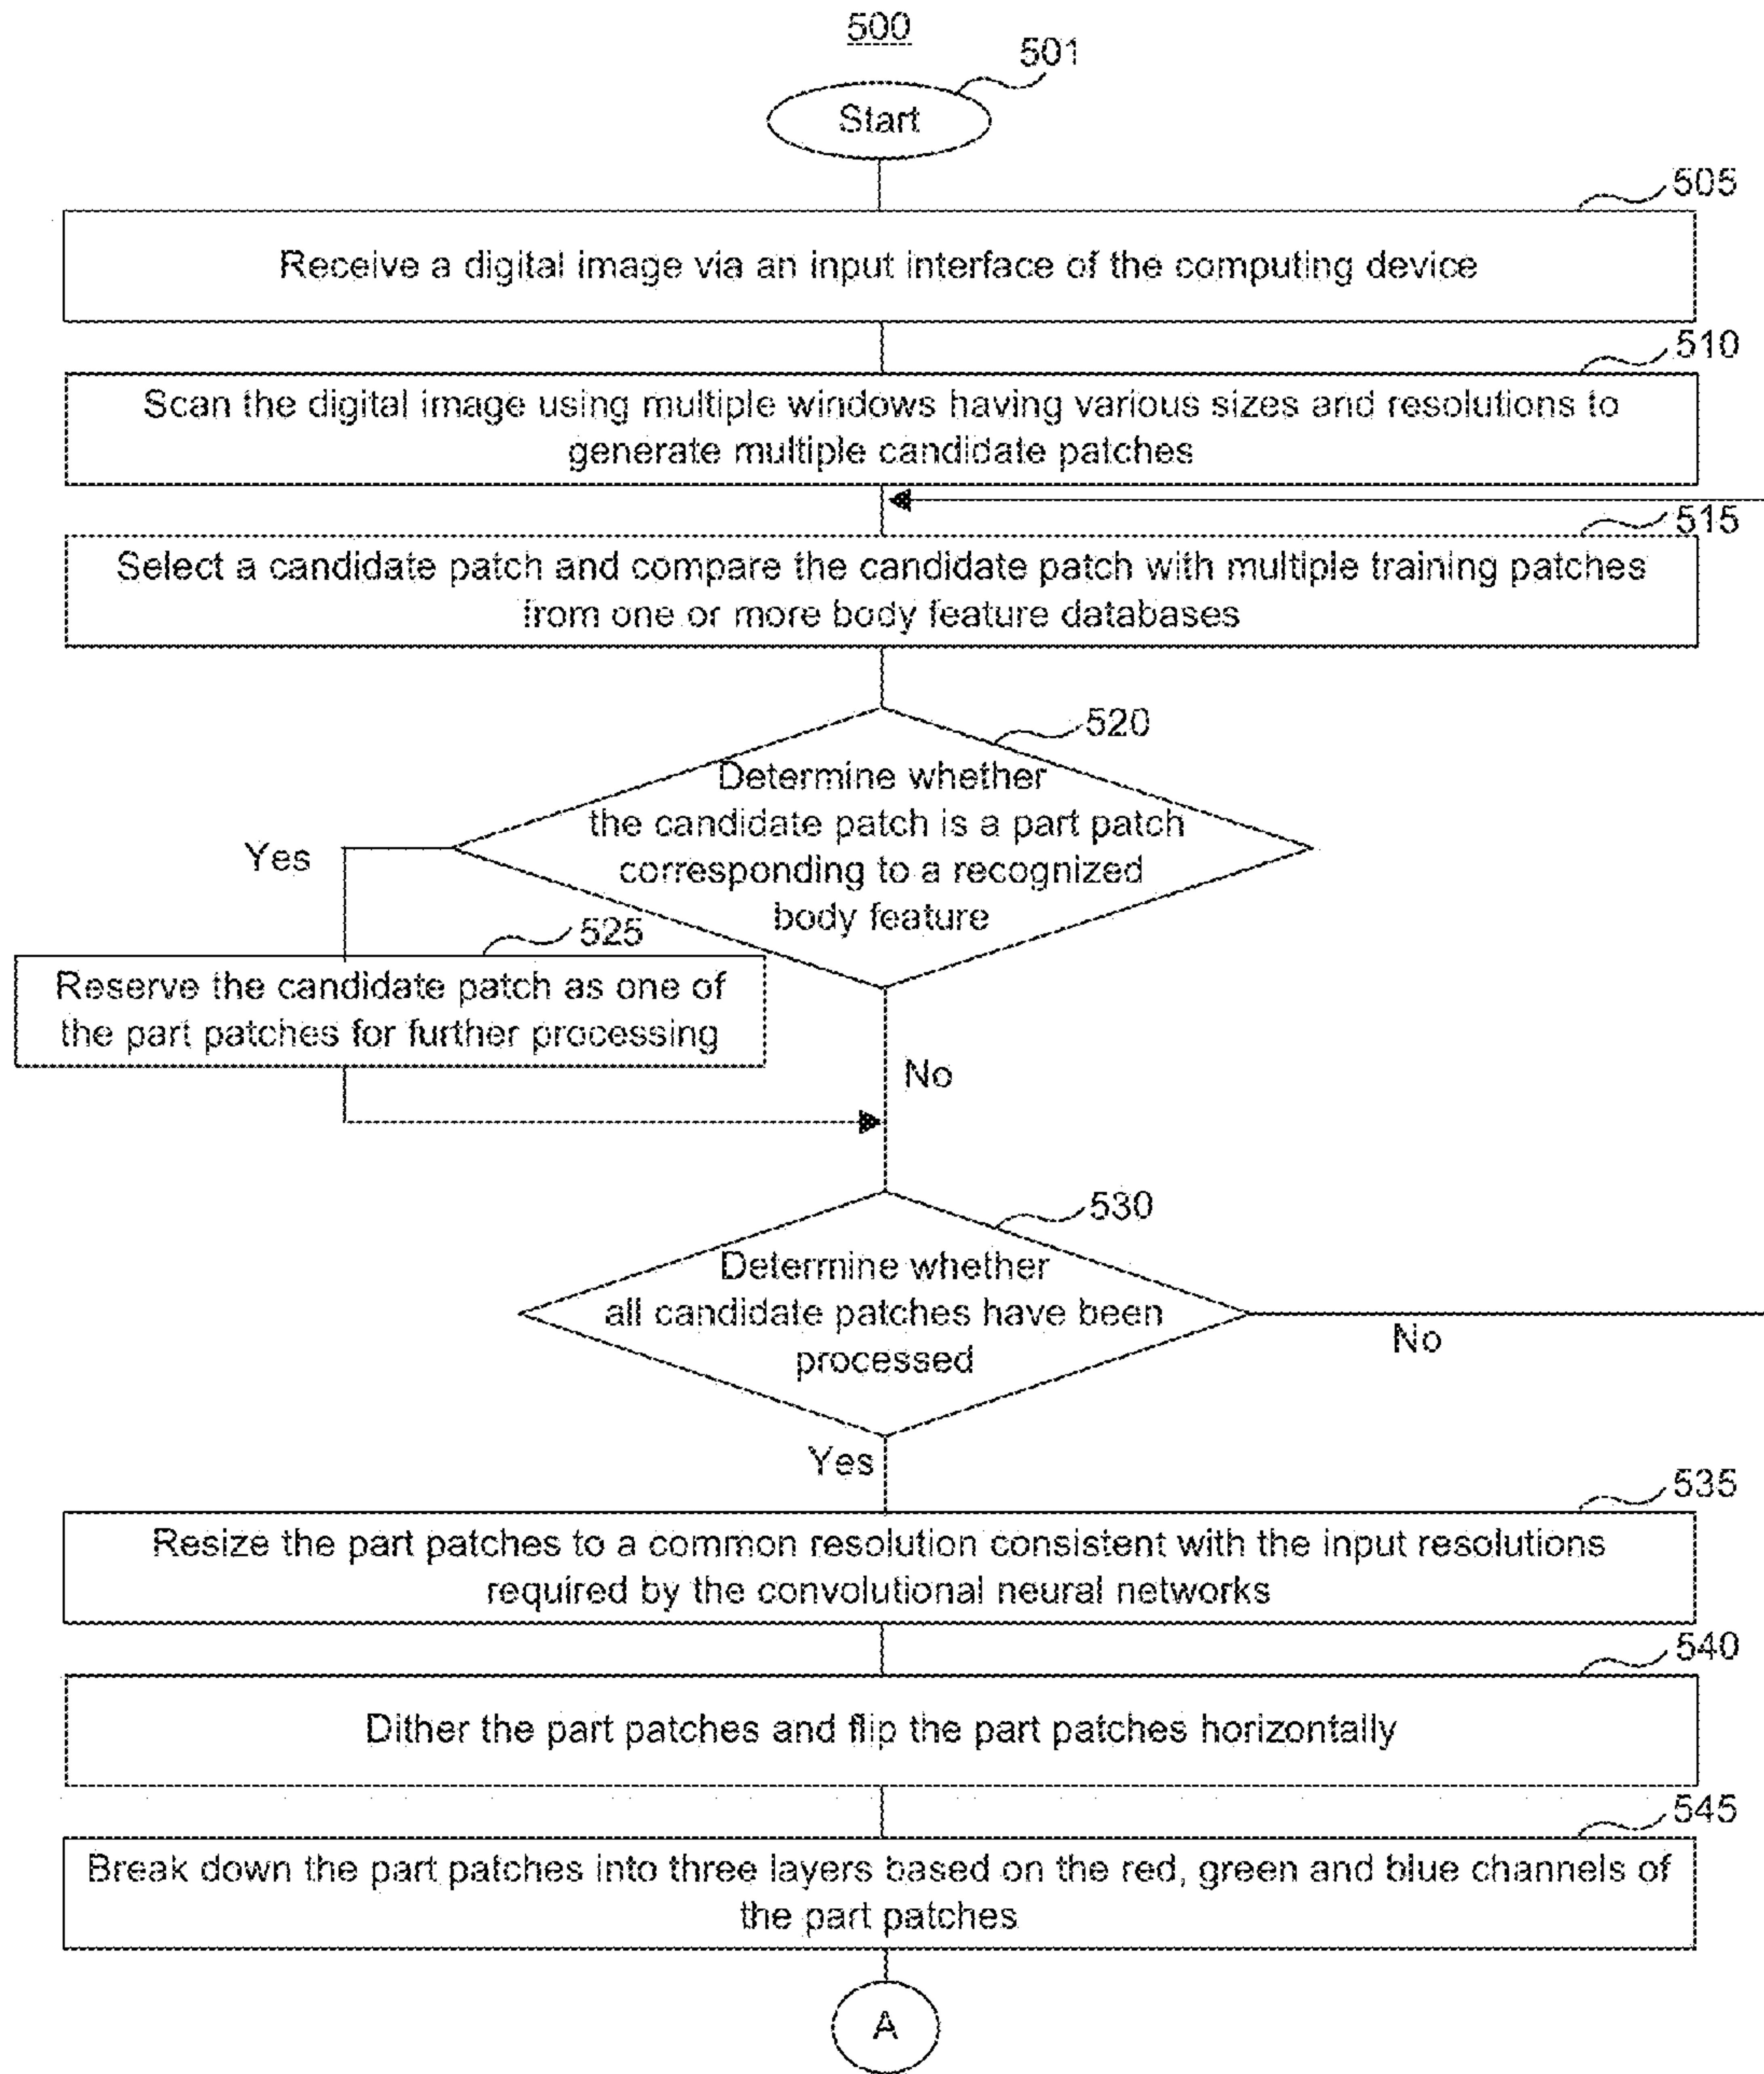 500
501
Start
505
Receive a digital image via an input interface of the computing device
510
Scan the digital image using multiple windows having various sizes and resolutions to
generate multiple candidate patches
515
Select a candidate patch and compare the candidate patch with multiple training patches
from one or more body feature databases
520
Determine whether
the candidate patch is a part patch
corresponding to a recognized
body feature
Yes
525
Reserve the candidate patch as one of
the part patches for further processing
No
530
Determine whether
all candidate patches have been
processed
No
Yes
535
Resize the part patches to a common resolution consistent with the input resolutions
required by the convolutional neural networks
540
Dither the part patches and flip the part patches horizontally
545
Break down the part patches into three layers based on the red, green and blue channels of
the part patches
A